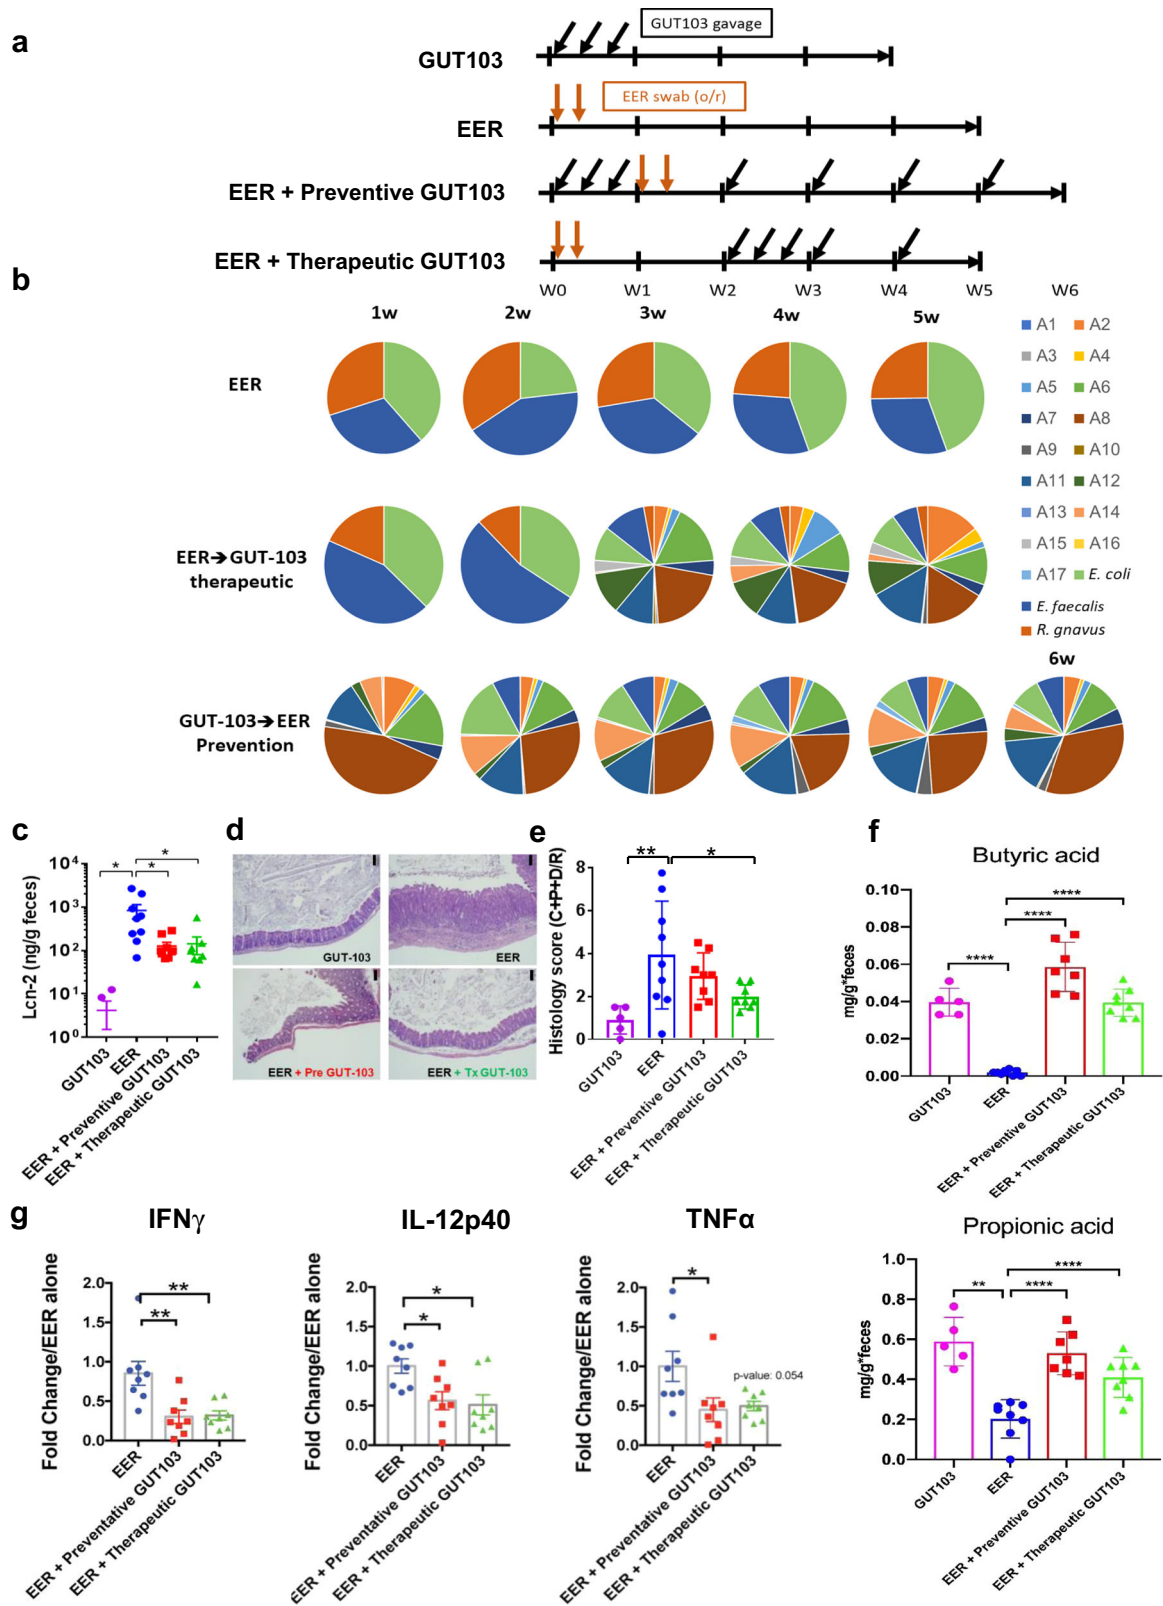 a
GUT103 gavage
GUT103
EER swab (o/r)
EER
EER + Preventive GUT103
EER + Therapeutic GUT103
W0 W1 W2 W3 W4 W5 W6
b
1w 2w 3w 4w 5w
EER
A1 A2
A3 A4
A5 A6
A7 A8
A9 A10
A11 A12
A13 A14
A15 A16
A17 E. coli
E. faecalis
R. gnavus
EER➔GUT-103
therapeutic
6w
GUT-103➔EER
Prevention
c
Lcn-2 (ng/g feces)
10⁴
10³
10²
10¹
10⁰
* * *
GUT103
EER
EER + Preventive GUT103
EER + Therapeutic GUT103
d
GUT-103
EER
EER + Pre GUT-103
EER + Tx GUT-103
e
Histology score (C+P+D/R)
8
6
4
2
0
** *
GUT103
EER
EER + Preventive GUT103
EER + Therapeutic GUT103
f
Butyric acid
mg/g*feces
0.10
0.08
0.06
0.04
0.02
0.00
****
****
****
GUT103
EER
EER + Preventive GUT103
EER + Therapeutic GUT103
Propionic acid
mg/g*feces
1.0
0.8
0.6
0.4
0.2
0.0
****
** ****
GUT103
EER
EER + Preventive GUT103
EER + Therapeutic GUT103
g
IFNγ
Fold Change/EER alone
2.0
1.5
1.0
0.5
0.0
**
**
EER
EER + Preventative GUT103
EER + Therapeutic GUT103
IL-12p40
Fold Change/EER alone
2.0
1.5
1.0
0.5
0.0
*
*
EER
EER + Preventative GUT103
EER + Therapeutic GUT103
TNFα
Fold Change/EER alone
2.0
1.5
1.0
0.5
0.0
*
p-value: 0.054
EER
EER + Preventative GUT103
EER + Therapeutic GUT103